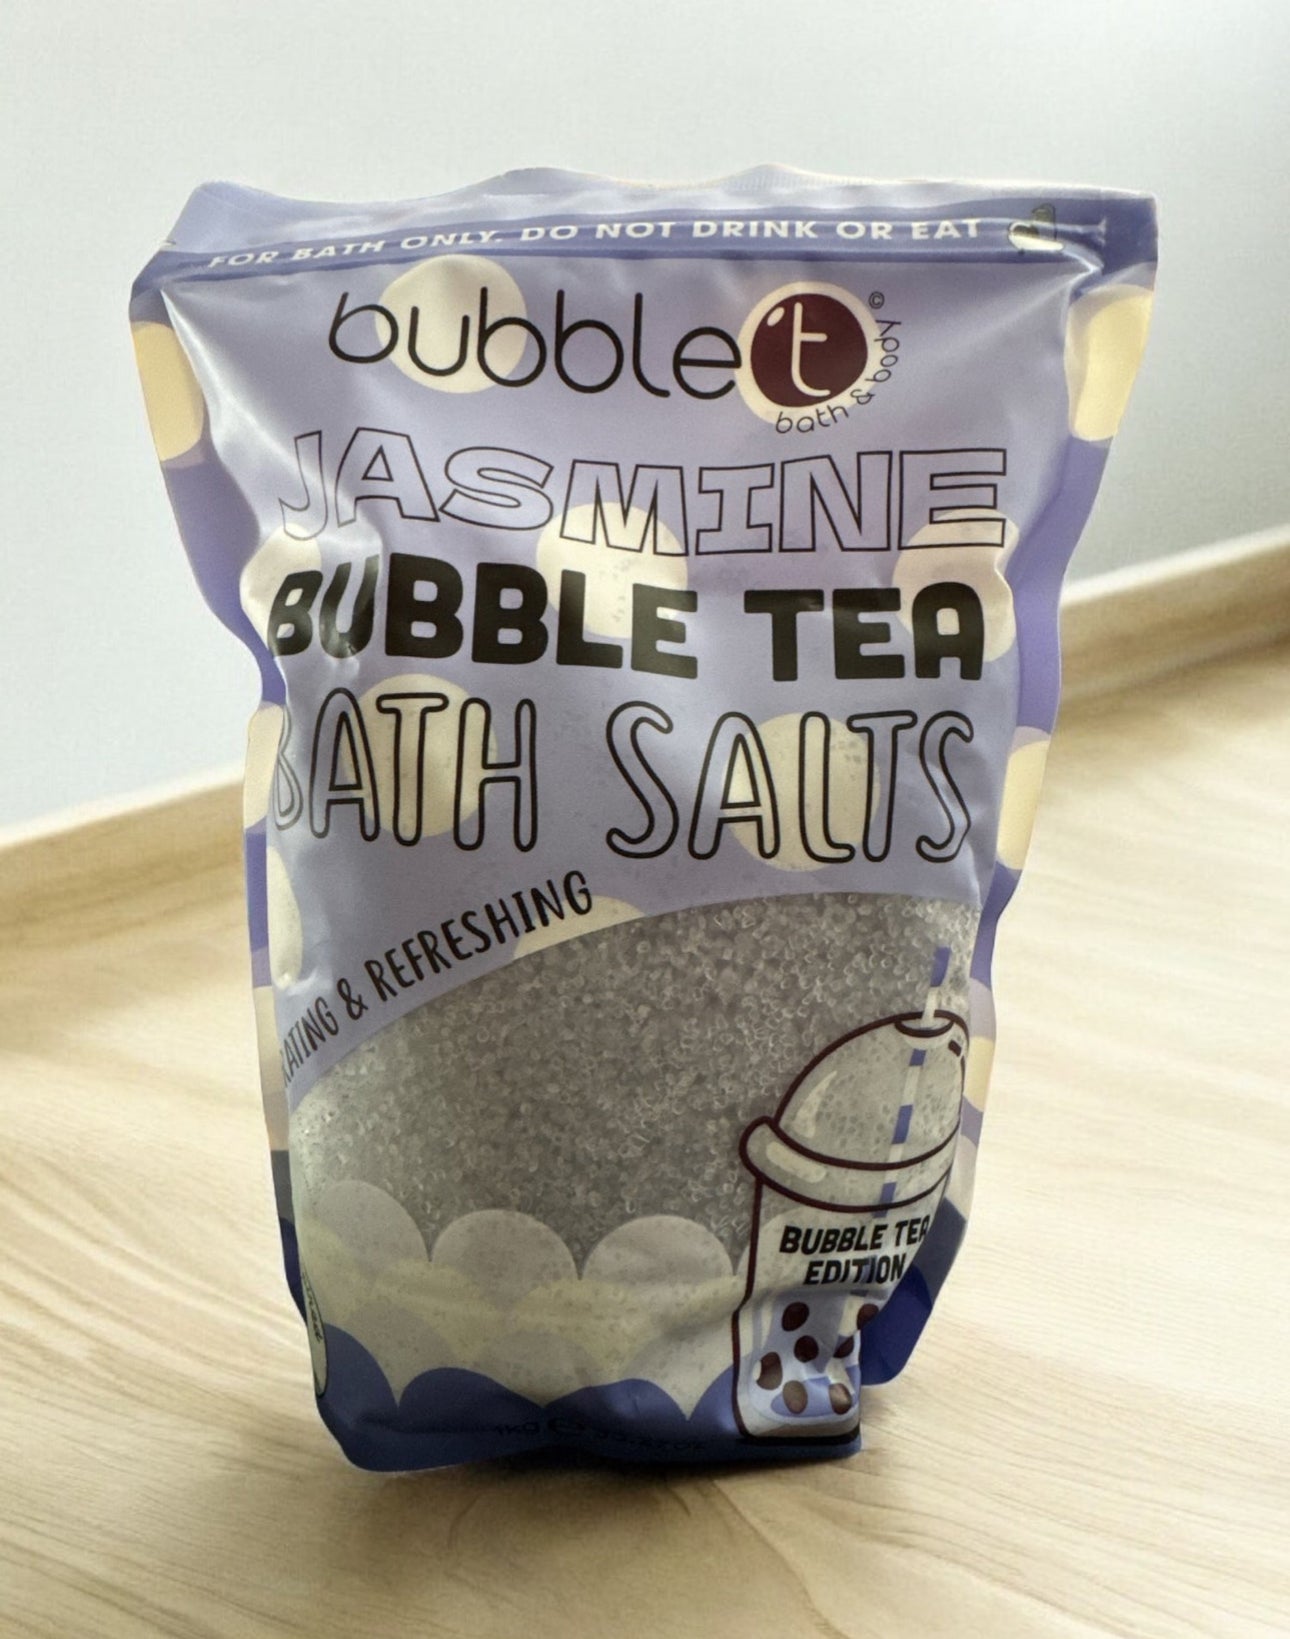 FOR BATH ONLY. DO NOT DRINK OR EAT
bubble t ©
bath & body
JASMINE
BUBBLE TEA
BATH SALTS
& REFRESHING
BUBBLE TEA
EDITION
1KG ℮